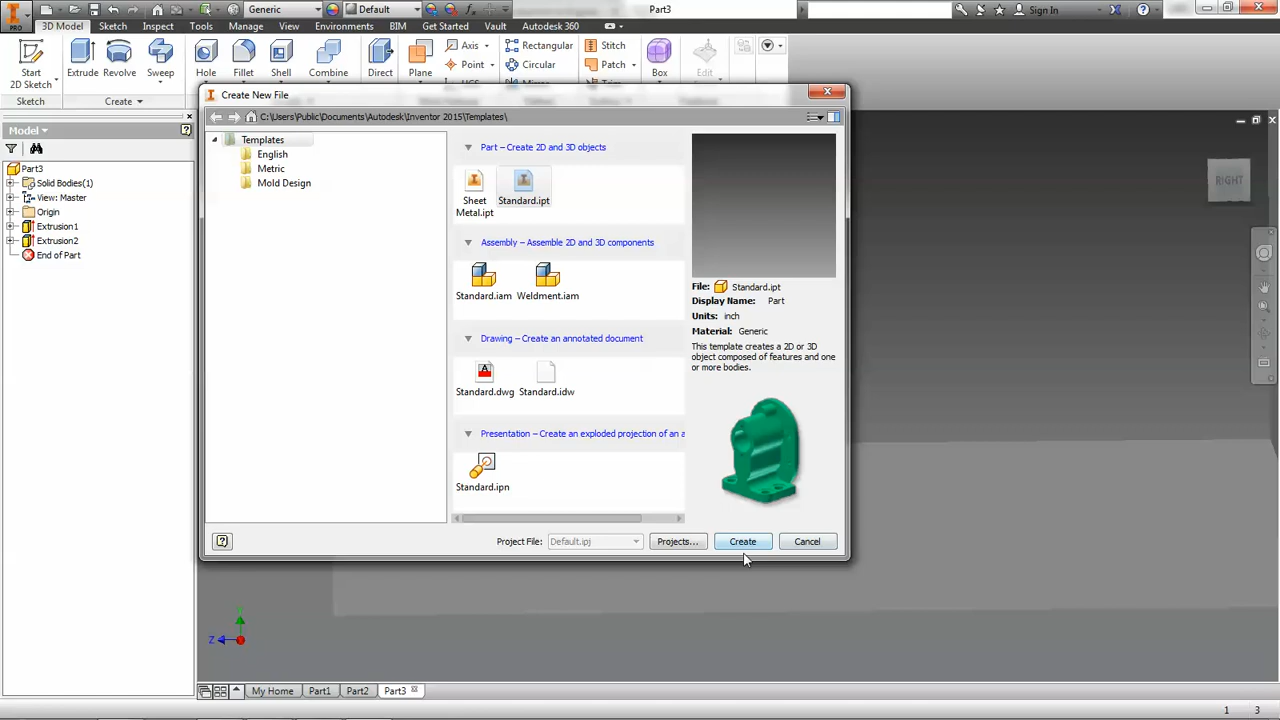 Generic
Default
Part3
Sign In
PRO
3D Model
Sketch
Inspect
Tools
Manage
View
Environments
BIM
Get Started
Vault
Autodesk 360
Start
2D Sketch
Extrude
Revolve
Sweep
Hole
Fillet
Shell
Combine
Direct
Plane
Axis
Point
UCS
Rectangular
Circular
Mirror
Stitch
Patch
Trim
Box
Edit
Sketch
Create
Create New File
Model
C:\Users\Public\Documents\Autodesk\Inventor 2015\Templates\
Part3
Solid Bodies(1)
View: Master
Origin
Extrusion1
Extrusion2
End of Part
Templates
English
Metric
Mold Design
Part – Create 2D and 3D objects
Sheet
Metal.ipt
Standard.ipt
Assembly – Assemble 2D and 3D components
Standard.iam
Weldment.iam
Drawing – Create an annotated document
Standard.dwg
Standard.idw
Presentation – Create an exploded projection of an a
Standard.ipn
File: Standard.ipt
Display Name: Part
Units: inch
Material: Generic
This template creates a 2D or 3D
object composed of features and one
or more bodies.
Project File: Default.ipj
Projects...
Create
Cancel
RIGHT
Y
Z
My Home
Part1
Part2
Part3
1
3